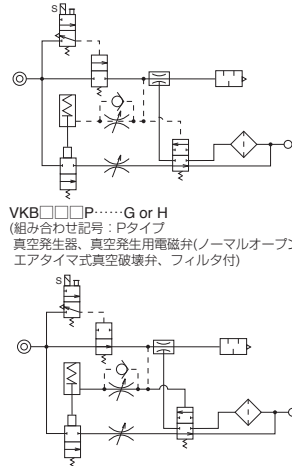 S
VKB□□□P……G or H
(組み合わせ記号：Pタイプ
真空発生器、真空発生用電磁弁(ノーマルオープン
エアタイマ式真空破壊弁、フィルタ付)
S